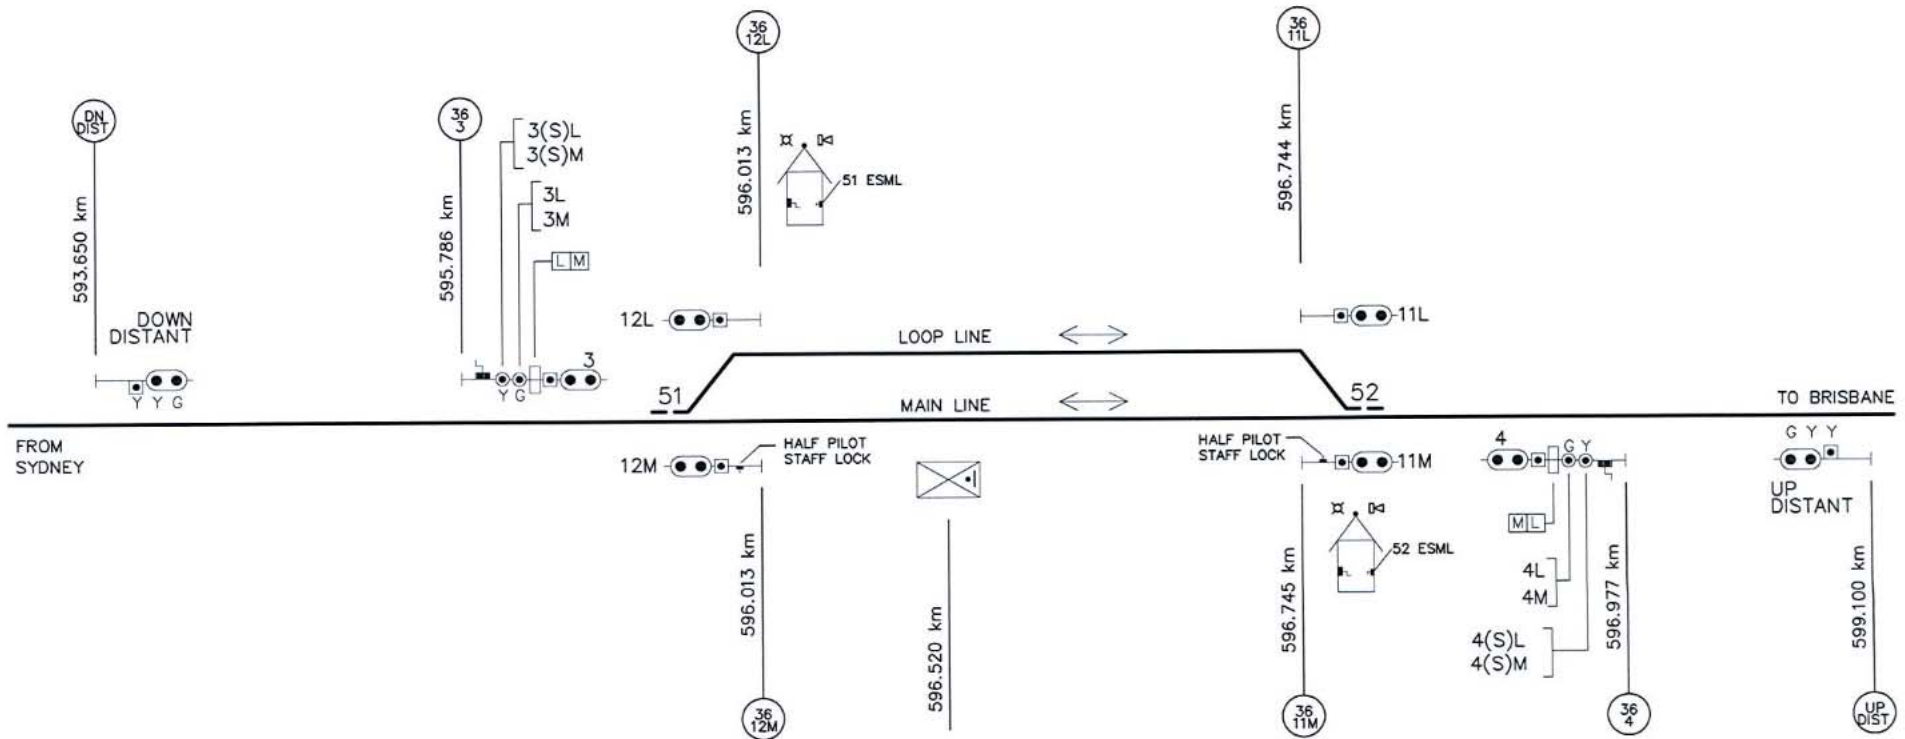 36
12L
36
11L
DN
DIST
36
3
3(S)L
3(S)M
3L
3M
L M
593.650 km
595.786 km
596.013 km
51 ESML
596.744 km
DOWN
DISTANT
Y Y G
Y G
3
12L
11L
LOOP LINE
51
MAIN LINE
52
TO BRISBANE
FROM
SYDNEY
12M
HALF PILOT
STAFF LOCK
HALF PILOT
STAFF LOCK
11M
4
G Y
G Y Y
UP
DISTANT
M L
52 ESML
4L
4M
4(S)L
4(S)M
596.013 km
596.520 km
596.745 km
596.977 km
599.100 km
36
12M
36
11M
36
4
UP
DIST